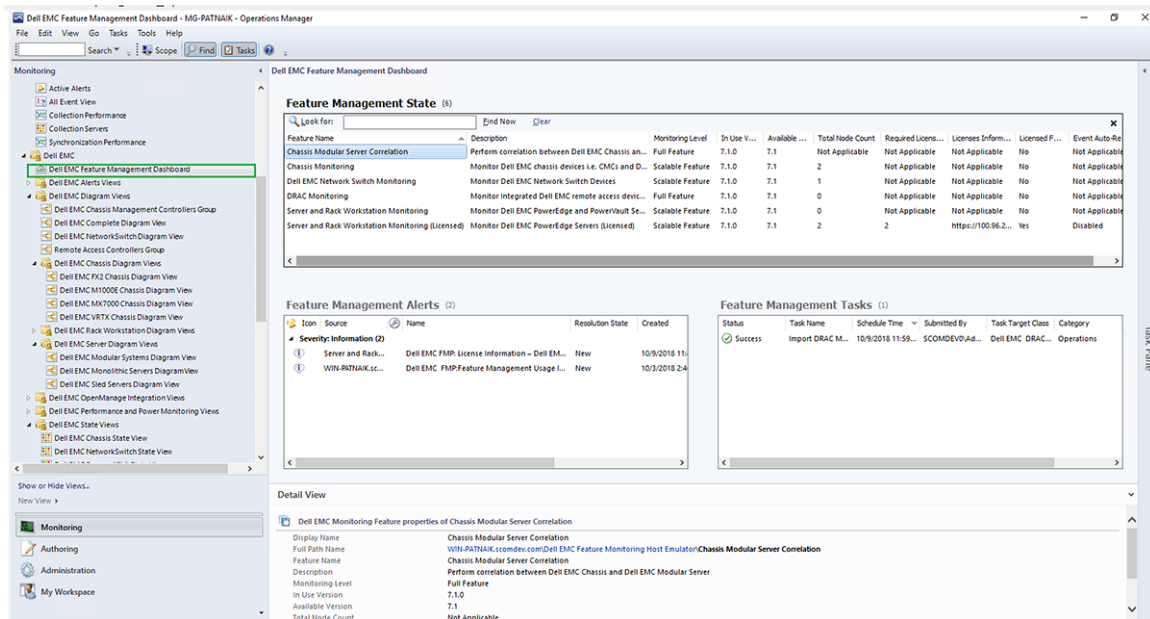 Dell EMC Feature Management Dashboard - MG-PATNAIK - Operations Manager
File Edit View Go Tasks Tools Help
Search Scope Find Tasks
Monitoring
Active Alerts
All Event View
Collection Performance
Collection Servers
Synchronization Performance
Dell EMC
Dell EMC Feature Management Dashboard
Dell EMC Alerts Views
Dell EMC Diagram Views
Dell EMC Chassis Management Controllers Group
Dell EMC Complete Diagram View
Dell EMC NetworkSwitch Diagram View
Remote Access Controllers Group
Dell EMC Chassis Diagram Views
Dell EMC FX2 Chassis Diagram View
Dell EMC M1000E Chassis Diagram View
Dell EMC MX7000 Chassis Diagram View
Dell EMC VRTX Chassis Diagram View
Dell EMC Rack Workstation Diagram Views
Dell EMC Server Diagram Views
Dell EMC Modular Systems Diagram View
Dell EMC Monolithic Servers DiagramView
Dell EMC Sled Servers Diagram View
Dell EMC OpenManage Integration Views
Dell EMC Performance and Power Monitoring Views
Dell EMC State Views
Dell EMC Chassis State View
Dell EMC NetworkSwitch State View
Show or Hide Views...
New View
Monitoring
Authoring
Administration
My Workspace
Dell EMC Feature Management Dashboard
Feature Management State (6)
Look for: Find Now Clear
Feature Name Description Monitoring Level In Use V... Available ... Total Node Count Required Licens... Licenses Inform... Licensed F... Event Auto-Re
Chassis Modular Server Correlation Perform correlation between Dell EMC Chassis an... Full Feature 7.1.0 7.1 Not Applicable Not Applicable Not Applicable No Not Applicable
Chassis Monitoring Monitor Dell EMC chassis devices i.e. CMCs and D... Scalable Feature 7.1.0 7.1 2 Not Applicable Not Applicable No Not Applicable
Dell EMC Network Switch Monitoring Monitor Dell EMC Network Switch Devices Scalable Feature 7.1.0 7.1 1 Not Applicable Not Applicable No Not Applicable
DRAC Monitoring Monitor Integrated Dell EMC remote access devic... Full Feature 7.1.0 7.1 0 Not Applicable Not Applicable No Not Applicable
Server and Rack Workstation Monitoring Monitor Dell EMC PowerEdge and PowerVault Se... Scalable Feature 7.1.0 7.1 0 Not Applicable Not Applicable No Not Applicable
Server and Rack Workstation Monitoring (Licensed) Monitor Dell EMC PowerEdge Servers (Licensed) Scalable Feature 7.1.0 7.1 2 2 https://100.96.2... Yes Disabled
Feature Management Alerts (2)
Icon Source Name Resolution State Created
Severity: Information (2)
Server and Rack... Dell EMC FMP: License Information – Dell EM... New 10/9/2018 11:
WIN-PATNAIK.sc... Dell EMC FMP:Feature Management Usage I... New 10/3/2018 2:4
Feature Management Tasks (1)
Status Task Name Schedule Time Submitted By Task Target Class Category
Success Import DRAC M... 10/9/2018 11:59... SCOMDEV0\Ad... Dell EMC DRAC... Operations
Task Pane
Detail View
Dell EMC Monitoring Feature properties of Chassis Modular Server Correlation
Display Name Chassis Modular Server Correlation
Full Path Name WIN-PATNAIK.scomdev.com\Dell EMC Feature Monitoring Host Emulator\Chassis Modular Server Correlation
Feature Name Chassis Modular Server Correlation
Description Perform correlation between Dell EMC Chassis and Dell EMC Modular Server
Monitoring Level Full Feature
In Use Version 7.1.0
Available Version 7.1
Total Node Count Not Applicable